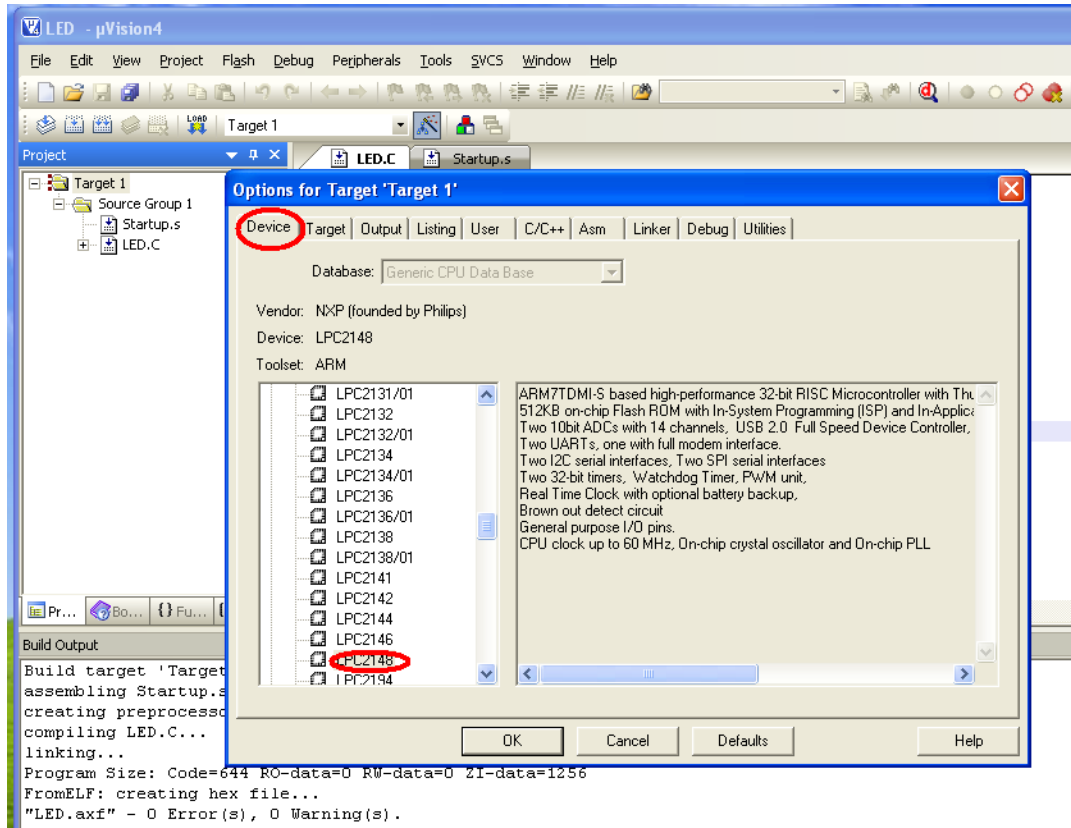 LED - µVision4
File Edit View Project Flash Debug Peripherals Tools SVCS Window Help
LOAD Target 1
Project
LED.C Startup.s
Target 1
Source Group 1
Startup.s
LED.C
Options for Target 'Target 1'
Device Target Output Listing User C/C++ Asm Linker Debug Utilities
Database: Generic CPU Data Base
Vendor: NXP (founded by Philips)
Device: LPC2148
Toolset: ARM
LPC2131/01
LPC2132
LPC2132/01
LPC2134
LPC2134/01
LPC2136
LPC2136/01
LPC2138
LPC2138/01
LPC2141
LPC2142
LPC2144
LPC2146
LPC2148
LPC2194
ARM7TDMI-S based high-performance 32-bit RISC Microcontroller with Thu
512KB on-chip Flash ROM with In-System Programming (ISP) and In-Applica
Two 10bit ADCs with 14 channels, USB 2.0 Full Speed Device Controller,
Two UARTs, one with full modem interface.
Two I2C serial interfaces, Two SPI serial interfaces
Two 32-bit timers, Watchdog Timer, PWM unit,
Real Time Clock with optional battery backup,
Brown out detect circuit
General purpose I/O pins.
CPU clock up to 60 MHz, On-chip crystal oscillator and On-chip PLL
OK Cancel Defaults Help
Pr... Bo... {} Fu...
Build Output
Build target 'Target
assembling Startup.s
creating preprocesso
compiling LED.C...
linking...
Program Size: Code=644 RO-data=0 RW-data=0 ZI-data=1256
FromELF: creating hex file...
"LED.axf" - 0 Error(s), 0 Warning(s).